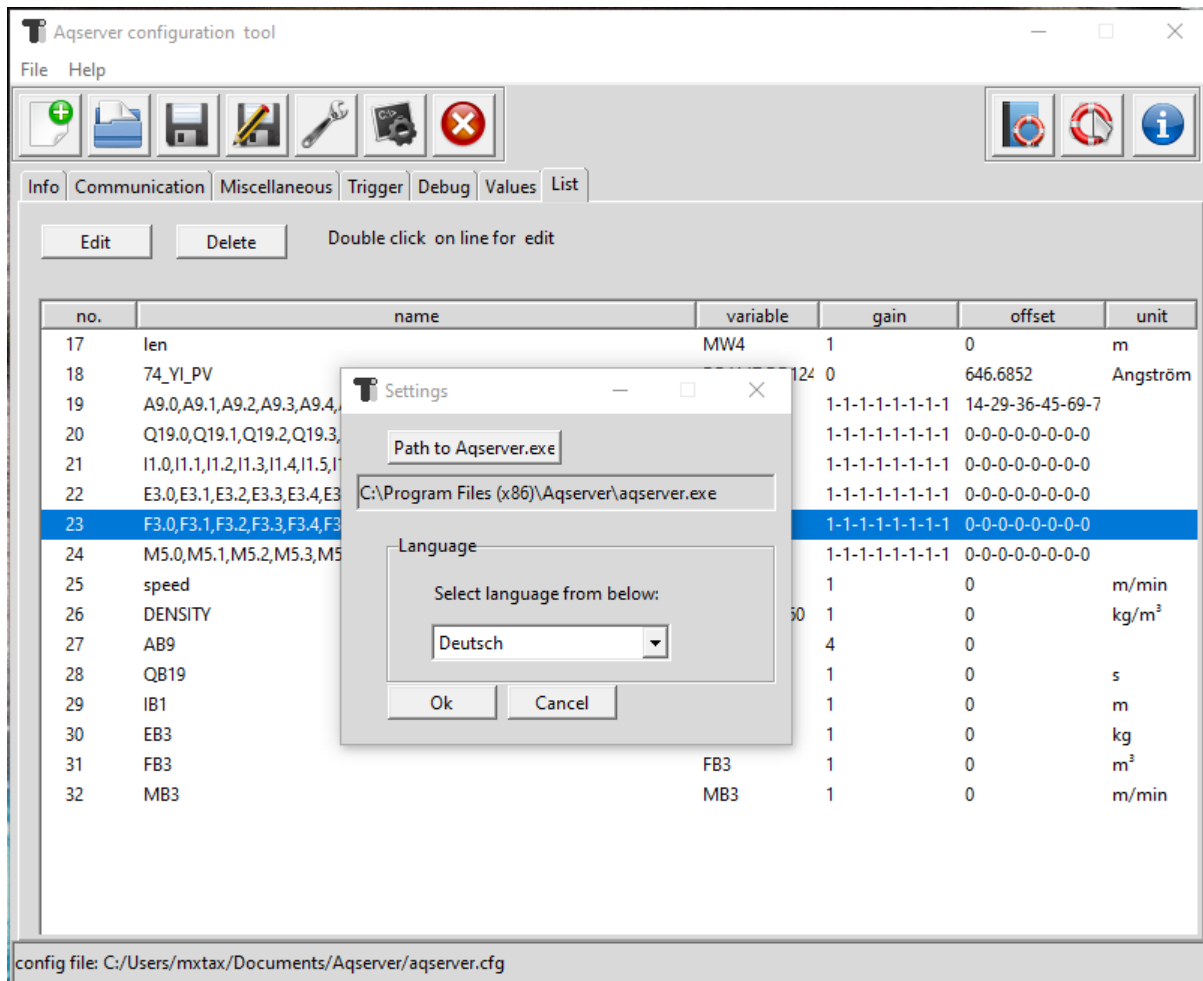 Aqserver configuration tool
File Help
Info Communication Miscellaneous Trigger Debug Values List
Edit Delete Double click on line for edit
no. name variable gain offset unit
17 len MW4 1 0 m
18 74_YI_PV 124 0 646.6852 Angström
19 A9.0,A9.1,A9.2,A9.3,A9.4, 1-1-1-1-1-1-1-1 14-29-36-45-69-7
20 Q19.0,Q19.1,Q19.2,Q19.3, 1-1-1-1-1-1-1-1 0-0-0-0-0-0-0-0
21 I1.0,I1.1,I1.2,I1.3,I1.4,I1.5,I1 1-1-1-1-1-1-1-1 0-0-0-0-0-0-0-0
22 E3.0,E3.1,E3.2,E3.3,E3.4,E3 1-1-1-1-1-1-1-1 0-0-0-0-0-0-0-0
23 F3.0,F3.1,F3.2,F3.3,F3.4,F3 1-1-1-1-1-1-1-1 0-0-0-0-0-0-0-0
24 M5.0,M5.1,M5.2,M5.3,M5 1-1-1-1-1-1-1-1 0-0-0-0-0-0-0-0
25 speed 1 0 m/min
26 DENSITY 60 1 0 kg/m³
27 AB9 4 0
28 QB19 1 0 s
29 IB1 1 0 m
30 EB3 1 0 kg
31 FB3 FB3 1 0 m³
32 MB3 MB3 1 0 m/min
Settings
Path to Aqserver.exe
C:\Program Files (x86)\Aqserver\aqserver.exe
Language
Select language from below:
Deutsch
Ok Cancel
config file: C:/Users/mxtax/Documents/Aqserver/aqserver.cfg